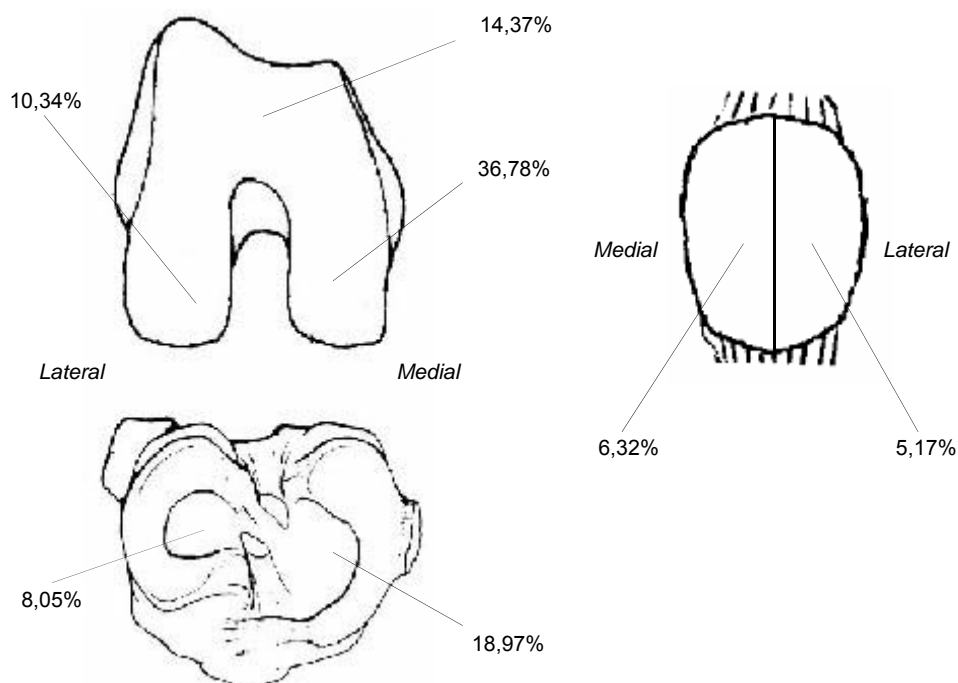 14,37%
10,34%
36,78%
Medial
Lateral
Lateral
Medial
6,32%
5,17%
8,05%
18,97%